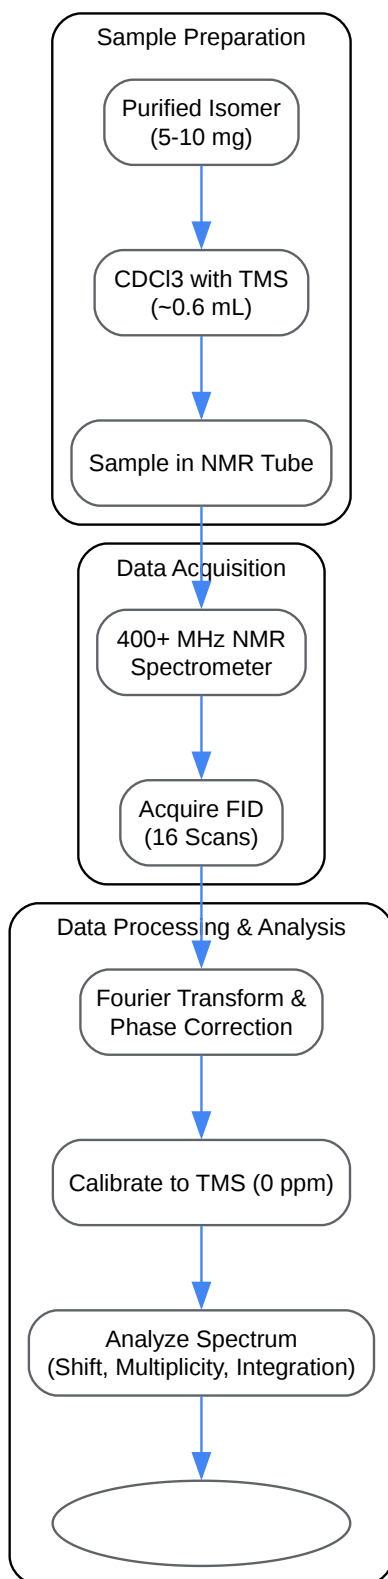 Sample Preparation
Purified Isomer
(5-10 mg)
CDCl3 with TMS
(~0.6 mL)
Sample in NMR Tube
Data Acquisition
400+ MHz NMR
Spectrometer
Acquire FID
(16 Scans)
Data Processing & Analysis
Fourier Transform &
Phase Correction
Calibrate to TMS (0 ppm)
Analyze Spectrum
(Shift, Multiplicity, Integration)